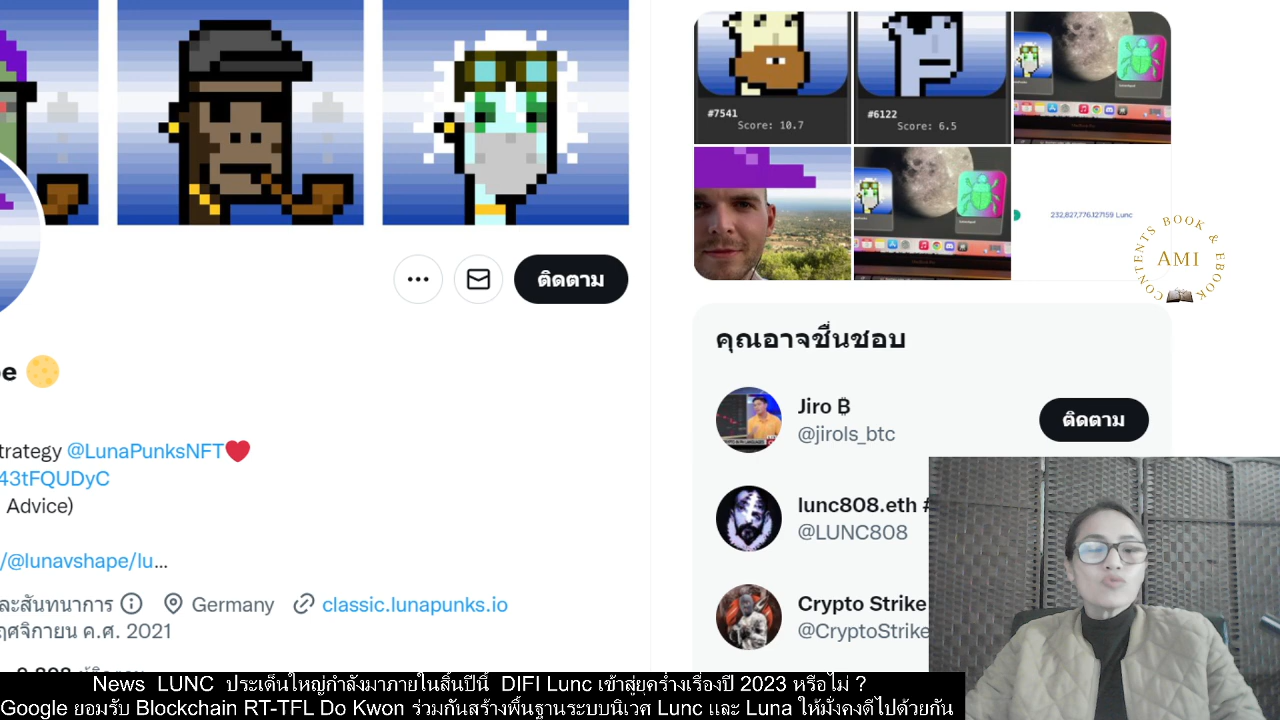 #7541
Score: 10.7
#6122
Score: 6.5
232,827,776.127159 Lunc
CONTENTS BOOK & EBOOK
AMI
ติดตาม
คุณอาจชื่นชอบ
Jiro ₿
@jirols_btc
ติดตาม
trategy @LunaPunksNFT
43tFQUDyC
Advice)
lunc808.eth #
@LUNC808
/@lunavshape/lu...
ละสันทนาการ Germany classic.lunapunks.io
ฤศจิกายน ค.ศ. 2021
Crypto Strike
@CryptoStrike
News LUNC ประเด็นใหญ่กำลังมาภายในสิ้นปีนี้ DIFI Lunc เข้าสู่ยุคร่างเรื่องปี 2023 หรือไม่ ?
Google ยอมรับ Blockchain RT-TFL Do Kwon ร่วมกันสร้างพื้นฐานระบบนิเวศ Lunc และ Luna ให้มั่งคงดีไปด้วยกัน